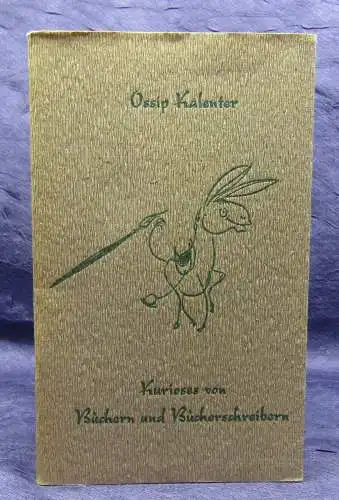 Ossip Kalenter
Kurioses von
Büchern und Bücherschreibern